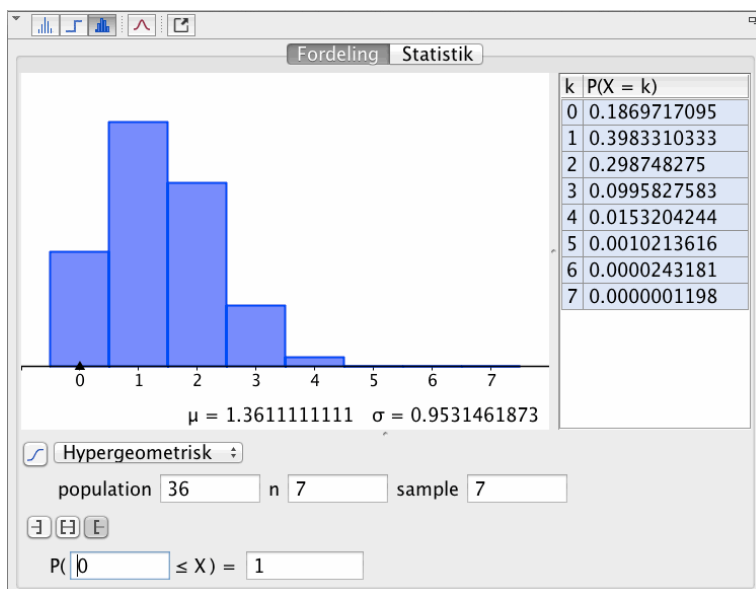 Fordeling Statistik
k P(X = k)
0 0.1869717095
1 0.3983310333
2 0.298748275
3 0.0995827583
4 0.0153204244
5 0.0010213616
6 0.0000243181
7 0.0000001198
0 1 2 3 4 5 6 7
μ = 1.3611111111 σ = 0.9531461873
Hypergeometrisk
population 36 n 7 sample 7
P( 0 ≤ X ) = 1